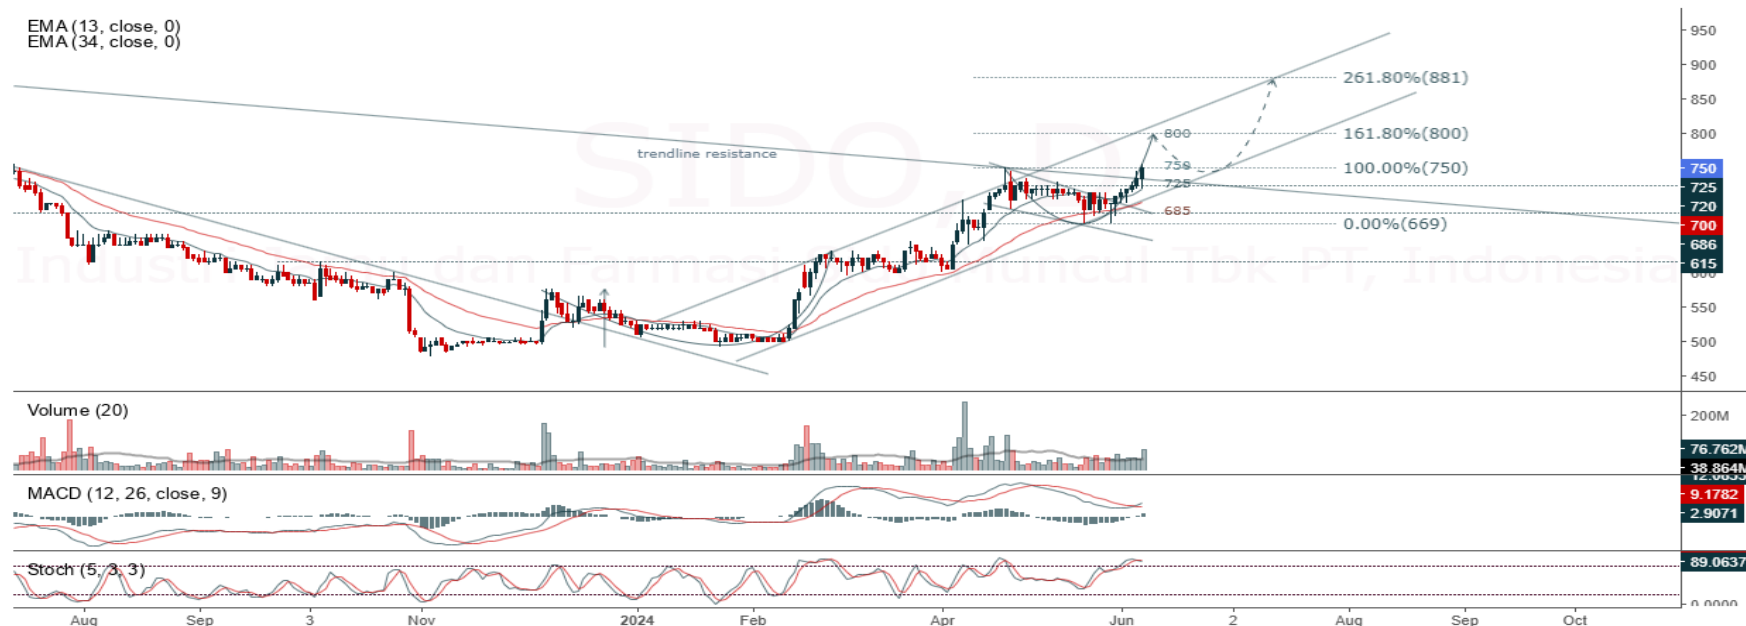 EMA (13, close, 0)
EMA (34, close, 0)
SIDO, D
trendline resistance
261.80%(881)
800
161.80%(800)
750
100.00%(750)
725
685
0.00%(669)
950
900
850
800
750
725
720
700
686
615
600
550
500
450
Volume (20)
200M
76.762M
38.864M
MACD (12, 26, close, 9)
9.1782
2.9071
Stoch (5, 3, 3)
89.0637
0.0000
Aug
Sep
3
Nov
2024
Feb
Apr
Jun
2
Aug
Sep
Oct